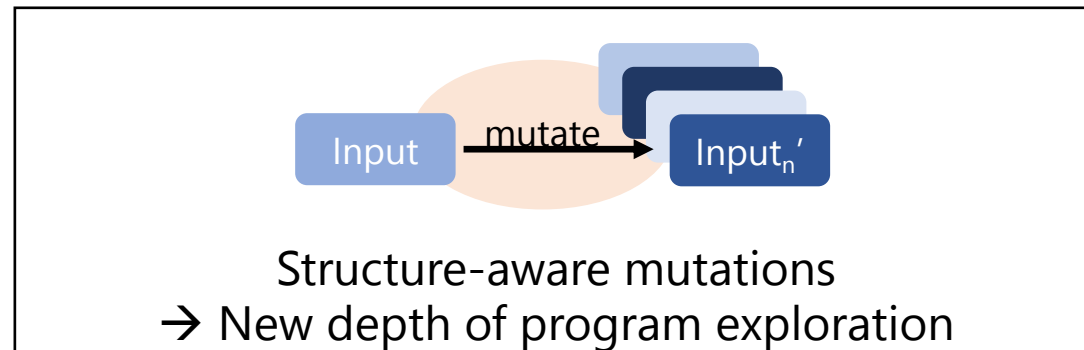 Input
mutate
Inputₙ′
Structure-aware mutations
→ New depth of program exploration